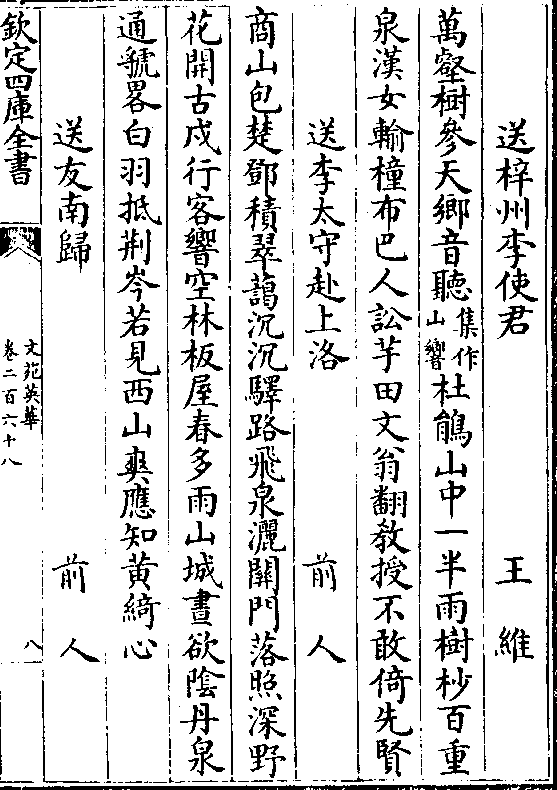 送梓州李使君　王維
萬壑樹參天鄉音聽集作山響杜鵑山中一半雨樹杪百重
泉漢女輸橦布巴人訟芋田文翁翻教授不敢倚先賢
送李太守赴上洛　前人
商山包楚鄧積翠藹沉沉驛路飛泉灑關門落照深野
花開古戍行客響空林板屋春多雨山城晝欲陰丹泉
通虢畧白羽抵荆岑若見西山爽應知黃綺心
送友南歸　前人
欽定四庫全書
文苑英華
卷二百六十八
八